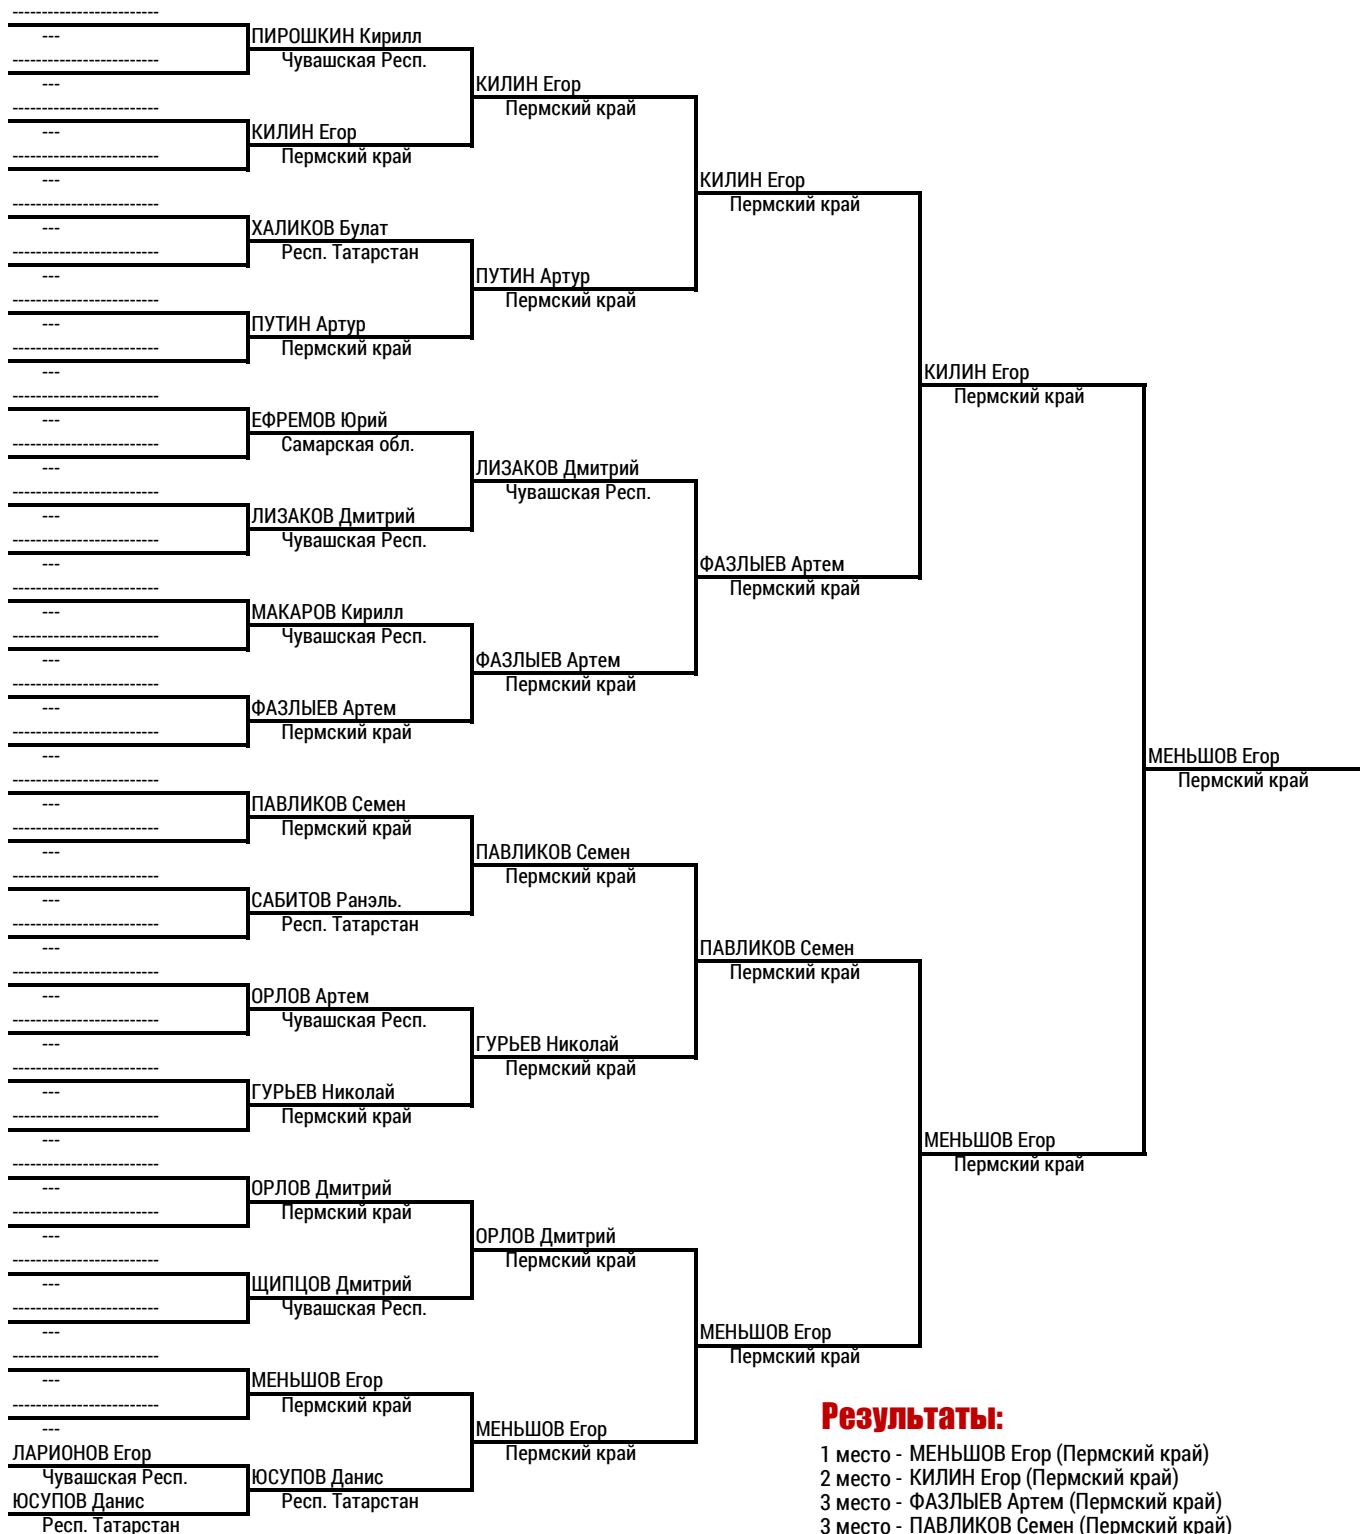 -------------------------
---
-------------------------
---
-------------------------
---
-------------------------
---
-------------------------
---
-------------------------
---
-------------------------
---
-------------------------
---
-------------------------
---
-------------------------
---
-------------------------
---
-------------------------
---
-------------------------
---
-------------------------
---
-------------------------
---
-------------------------
---
-------------------------
---
-------------------------
---
-------------------------
---
-------------------------
---
-------------------------
---
-------------------------
---
-------------------------
---
-------------------------
---
-------------------------
---
-------------------------
---
-------------------------
---
-------------------------
---
-------------------------
---
-------------------------
---
ЛАРИОНОВ Егор
Чувашская Респ.
ЮСУПОВ Данис
Респ. Татарстан
ПИРОШКИН Кирилл
Чувашская Респ.
КИЛИН Егор
Пермский край
ХАЛИКОВ Булат
Респ. Татарстан
ПУТИН Артур
Пермский край
ЕФРЕМОВ Юрий
Самарская обл.
ЛИЗАКОВ Дмитрий
Чувашская Респ.
МАКАРОВ Кирилл
Чувашская Респ.
ФАЗЛЫЕВ Артем
Пермский край
ПАВЛИКОВ Семен
Пермский край
САБИТОВ Ранэль.
Респ. Татарстан
ОРЛОВ Артем
Чувашская Респ.
ГУРЬЕВ Николай
Пермский край
ОРЛОВ Дмитрий
Пермский край
ЩИПЦОВ Дмитрий
Чувашская Респ.
МЕНЬШОВ Егор
Пермский край
ЮСУПОВ Данис
Респ. Татарстан
КИЛИН Егор
Пермский край
ПУТИН Артур
Пермский край
ЛИЗАКОВ Дмитрий
Чувашская Респ.
ФАЗЛЫЕВ Артем
Пермский край
ПАВЛИКОВ Семен
Пермский край
ГУРЬЕВ Николай
Пермский край
ОРЛОВ Дмитрий
Пермский край
МЕНЬШОВ Егор
Пермский край
КИЛИН Егор
Пермский край
ФАЗЛЫЕВ Артем
Пермский край
ПАВЛИКОВ Семен
Пермский край
МЕНЬШОВ Егор
Пермский край
КИЛИН Егор
Пермский край
МЕНЬШОВ Егор
Пермский край
МЕНЬШОВ Егор
Пермский край
Результаты:
1 место - МЕНЬШОВ Егор (Пермский край)
2 место - КИЛИН Егор (Пермский край)
3 место - ФАЗЛЫЕВ Артем (Пермский край)
3 место - ПАВЛИКОВ Семен (Пермский край)